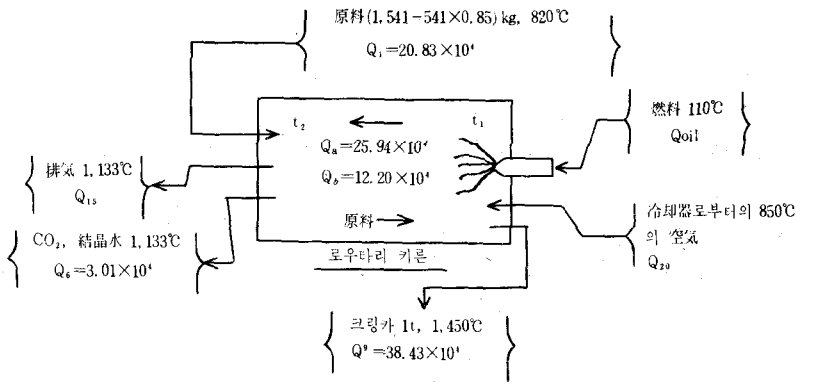 原料(1,541-541×0.85)kg, 820℃
Q₁=20.83×10⁴
t₂
t₁
Qa=25.94×10⁴
Qb=12.20×10⁴
原料
燃料 110℃
Qoil
排気 1,133℃
Q₁₅
CO₂, 結晶水 1,133℃
Q₆=3.01×10⁴
冷却器로부터의 850℃
의 空気
Q₂₀
로우타리 키른
크링카 1t, 1,450℃
Q⁹=38.43×10⁴